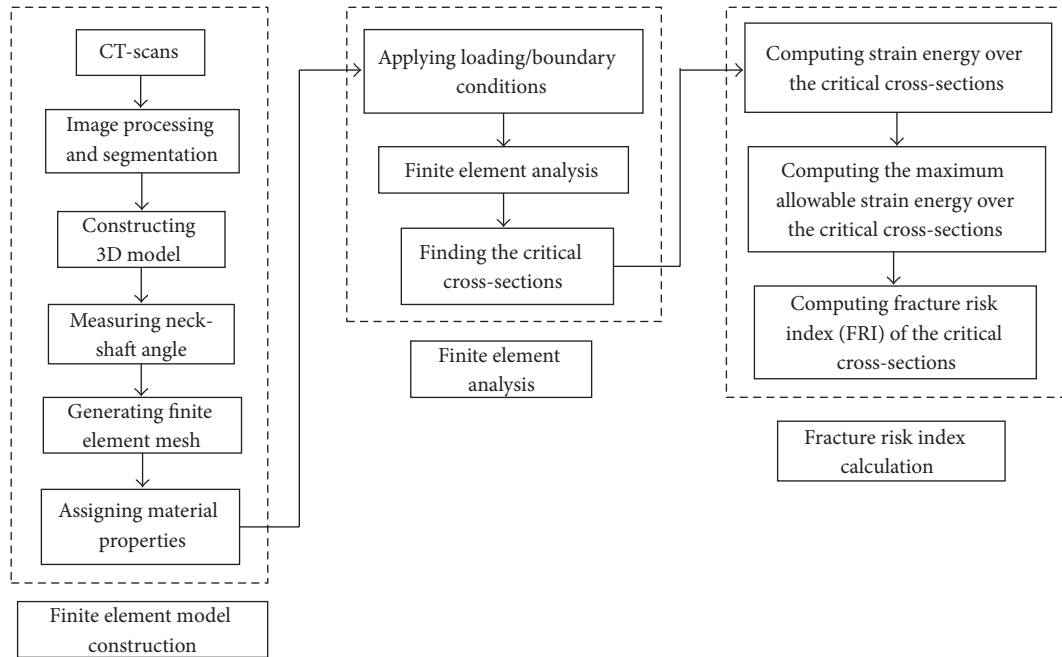 CT-scans
Image processing
and segmentation
Constructing
3D model
Measuring neck-
shaft angle
Generating finite
element mesh
Assigning material
properties
Finite element model
construction
Applying loading/boundary
conditions
Finite element analysis
Finding the critical
cross-sections
Finite element
analysis
Computing strain energy over
the critical cross-sections
Computing the maximum
allowable strain energy over
the critical cross-sections
Computing fracture risk
index (FRI) of the critical
cross-sections
Fracture risk index
calculation